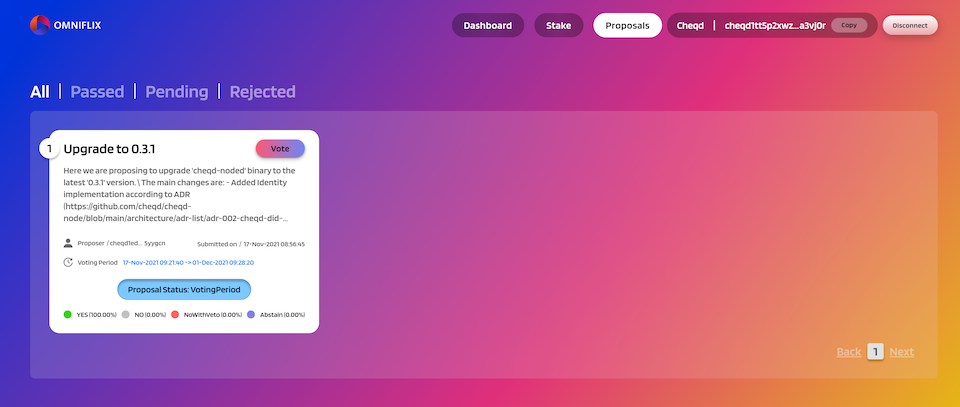 OMNIFLIX
Dashboard Stake Proposals Cheqd | cheqd1tt5p2xwz...a3vj0r Copy Disconnect
All | Passed | Pending | Rejected
1 Upgrade to 0.3.1 Vote
Here we are proposing to upgrade 'cheqd-noded' binary to the
latest '0.3.1' version. \ The main changes are: - Added Identity
implementation according to ADR
(https://github.com/cheqd/cheqd-
node/blob/main/architecture/adr-list/adr-002-cheqd-did-...
Proposer / cheqd1ed... 5yygcn Submitted on / 17-Nov-2021 08:56:45
Voting Period 17-Nov-2021 09:21:40 -> 01-Dec-2021 09:28:20
Proposal Status: VotingPeriod
YES (100.00%) NO (0.00%) NoWithVeto (0.00%) Abstain (0.00%)
Back 1 Next